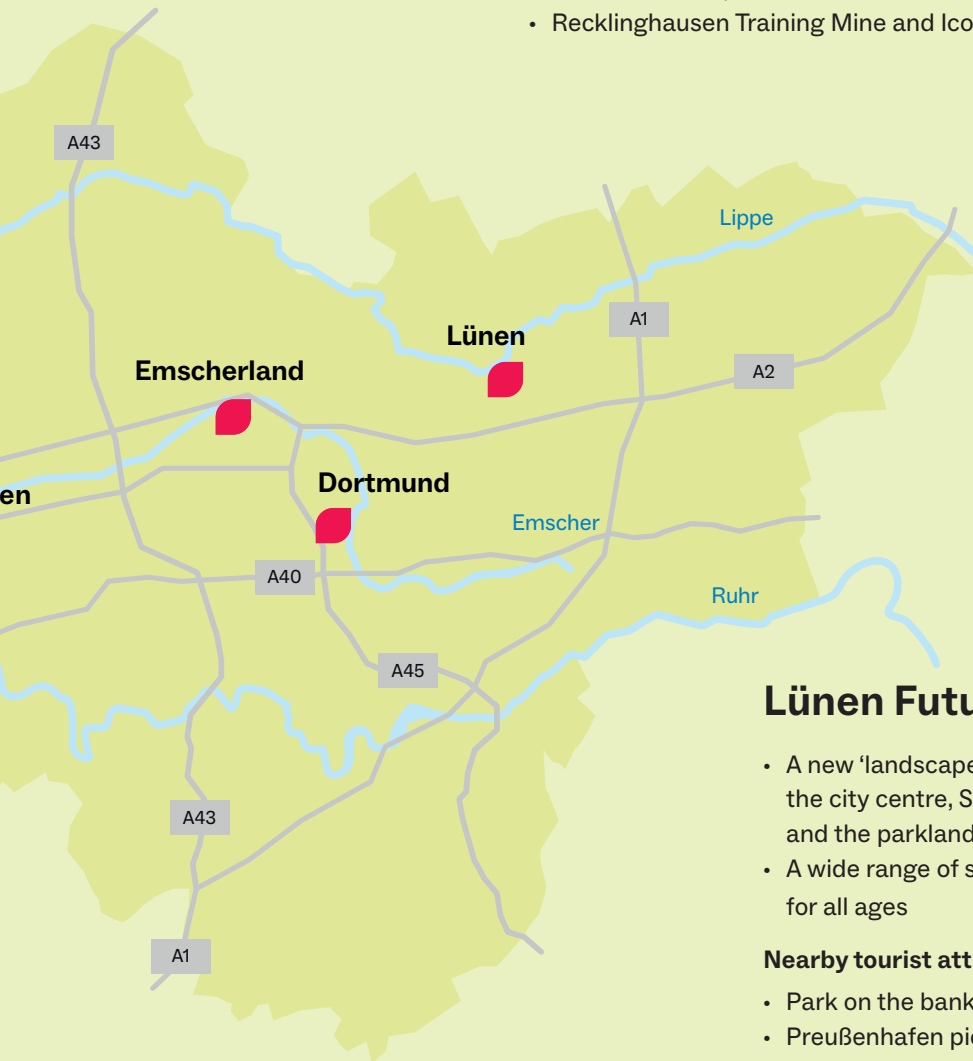 • Recklinghausen Training Mine and Ico
A43
Lippe
A1
Lünen
Emscherland
A2
Dortmund
en
Emscher
A40
Ruhr
A45
Lünen Futu
• A new ‘landscape
the city centre, S
and the parkland
• A wide range of s
for all ages
A43
A1
Nearby tourist att
• Park on the bank
• Preußenhafen pie